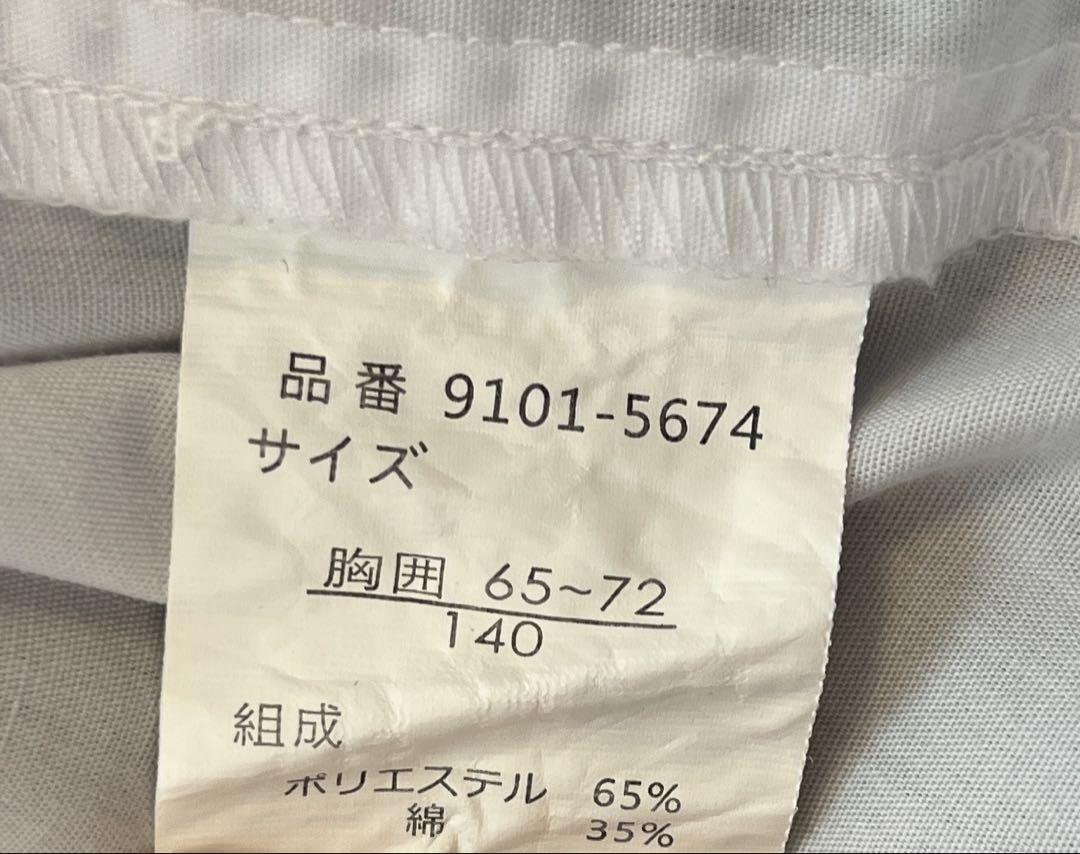 品番 9101-5674
サイズ
胸囲 65~72
140
組成
ポリエステル 65%
綿 35%